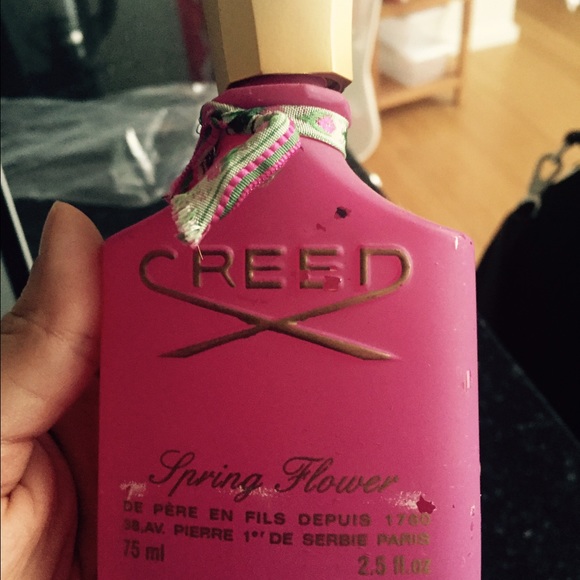 CREED
Spring Flower
DE PÈRE EN FILS DEPUIS 1760
38, AV. PIERRE 1er DE SERBIE PARIS
75 ml 2.5 fl.oz